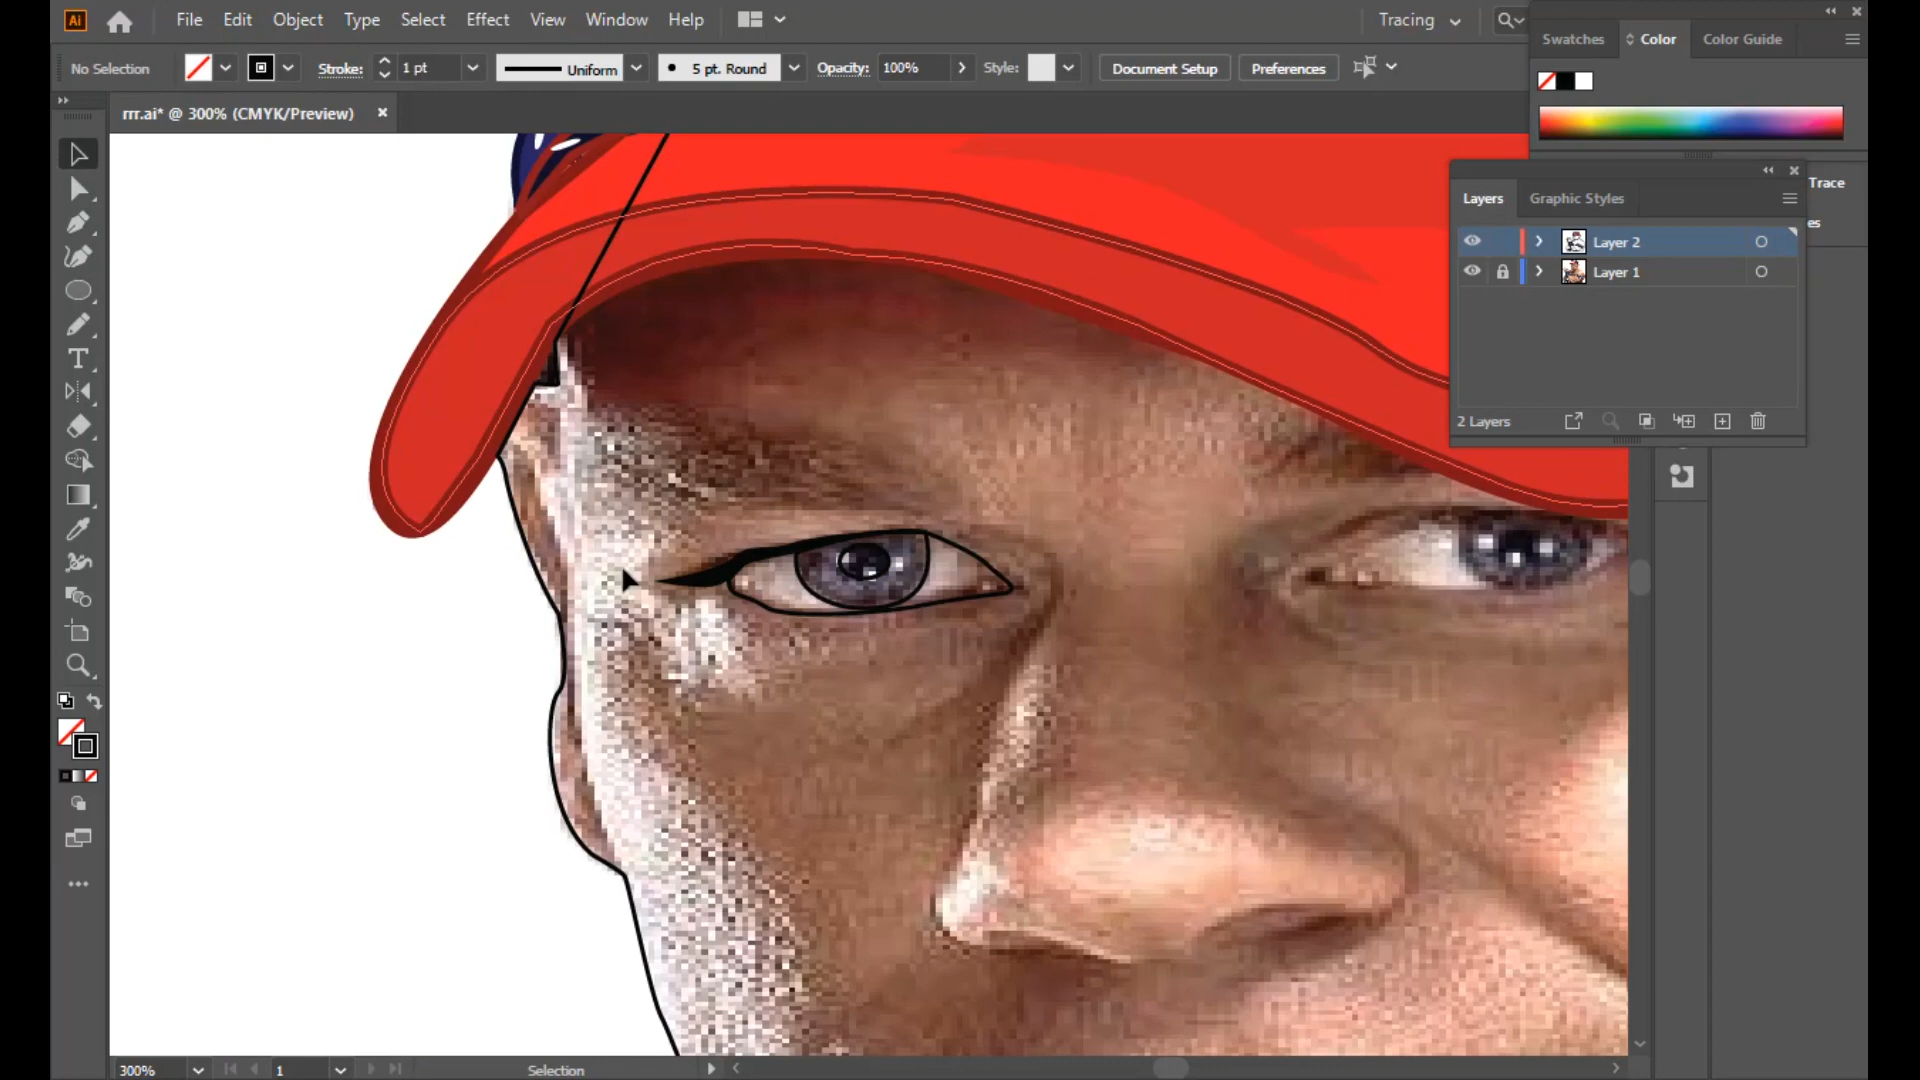 Ai File Edit Object Type Select Effect View Window Help Tracing
Swatches Color Color Guide
No Selection Stroke: 1 pt Uniform 5 pt. Round Opacity: 100% Style: Document Setup Preferences
rrr.ai* @ 300% (CMYK/Preview)
Trace
Layers Graphic Styles
es
Layer 2
Layer 1
2 Layers
300% 1 Selection